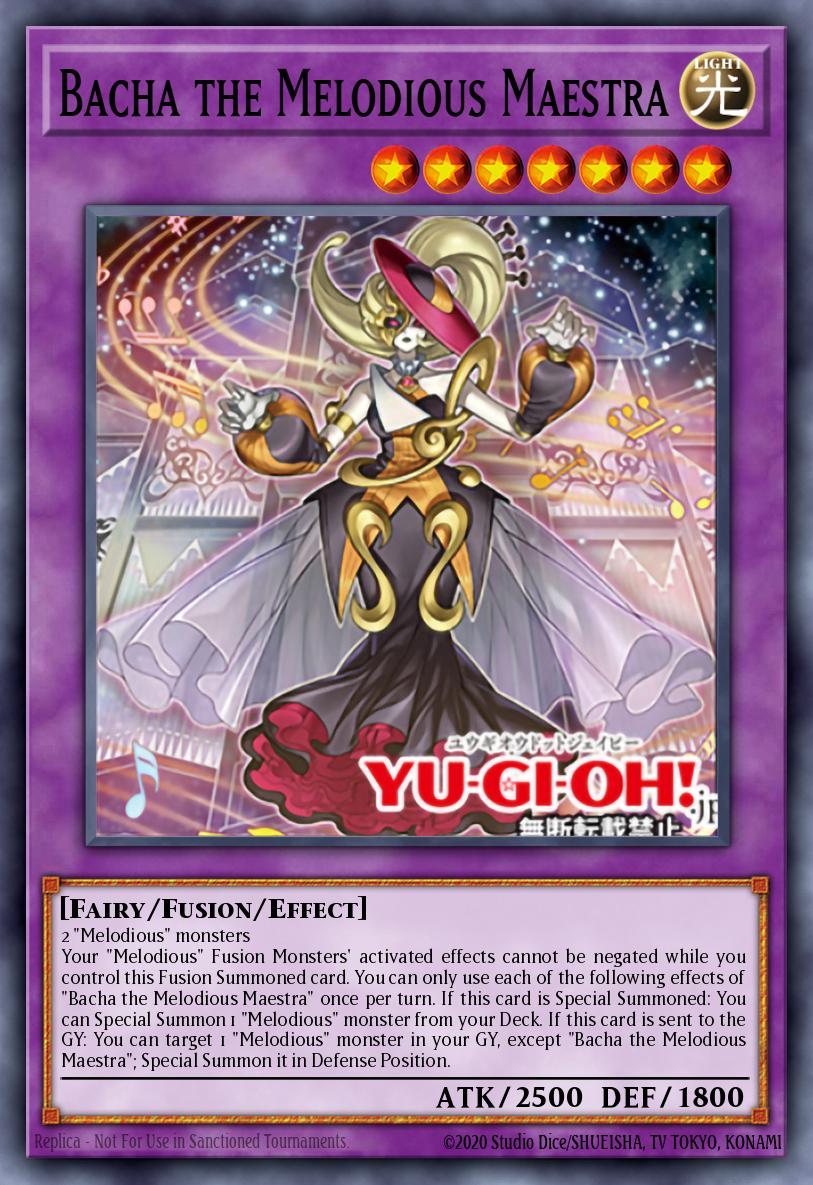 Bacha the Melodious Maestra
LIGHT
光
ユウギオウドットジェイピー
YU-GI-OH!
.jp
無断転載禁止
[Fairy/Fusion/Effect]
2 "Melodious" monsters
Your "Melodious" Fusion Monsters' activated effects cannot be negated while you
control this Fusion Summoned card. You can only use each of the following effects of
"Bacha the Melodious Maestra" once per turn. If this card is Special Summoned: You
can Special Summon 1 "Melodious" monster from your Deck. If this card is sent to the
GY: You can target 1 "Melodious" monster in your GY, except "Bacha the Melodious
Maestra"; Special Summon it in Defense Position.
ATK/2500 DEF/1800
Replica - Not For Use in Sanctioned Tournaments.
©2020 Studio Dice/SHUEISHA, TV TOKYO, KONAMI